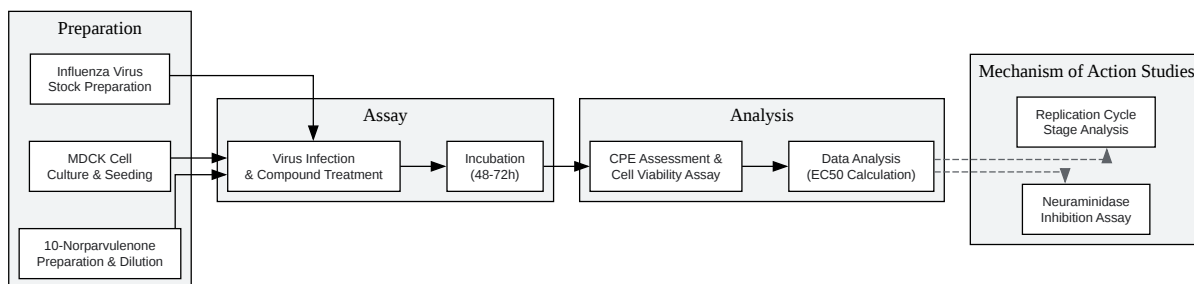 Preparation
Influenza Virus
Stock Preparation
MDCK Cell
Culture & Seeding
10-Norparvulenone
Preparation & Dilution
Assay
Virus Infection
& Compound Treatment
Incubation
(48-72h)
Analysis
CPE Assessment &
Cell Viability Assay
Data Analysis
(EC50 Calculation)
Mechanism of Action Studies
Replication Cycle
Stage Analysis
Neuraminidase
Inhibition Assay